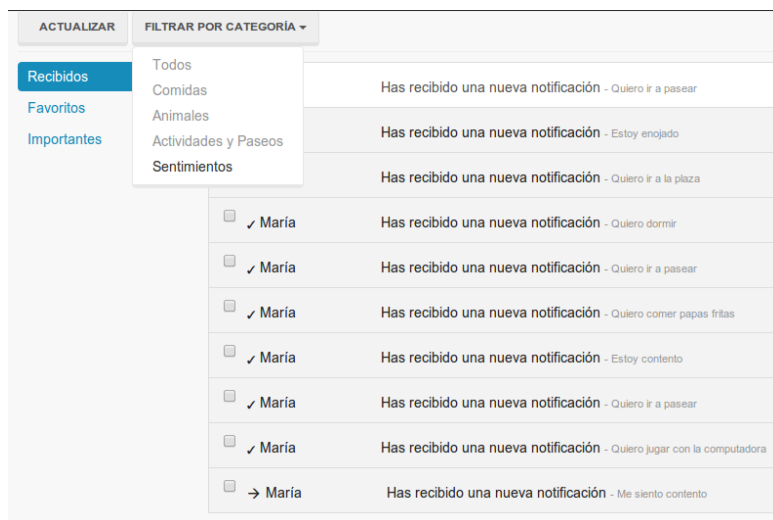 ACTUALIZAR FILTRAR POR CATEGORÍA
Recibidos
Favoritos
Importantes
Todos
Comidas
Animales
Actividades y Paseos
Sentimientos
Has recibido una nueva notificación - Quiero ir a pasear
Has recibido una nueva notificación - Estoy enojado
Has recibido una nueva notificación - Quiero ir a la plaza
✓ María Has recibido una nueva notificación - Quiero dormir
✓ María Has recibido una nueva notificación - Quiero ir a pasear
✓ María Has recibido una nueva notificación - Quiero comer papas fritas
✓ María Has recibido una nueva notificación - Estoy contento
✓ María Has recibido una nueva notificación - Quiero ir a pasear
✓ María Has recibido una nueva notificación - Quiero jugar con la computadora
→ María Has recibido una nueva notificación - Me siento contento